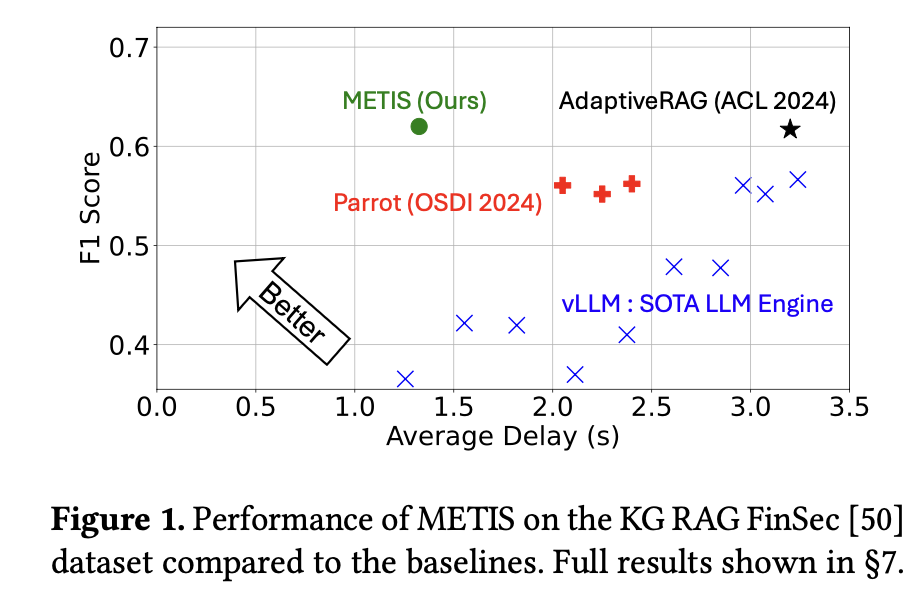 0.7
METIS (Ours)
AdaptiveRAG (ACL 2024)
0.6
Parrot (OSDI 2024)
F1 Score
0.5
Better
vLLM : SOTA LLM Engine
0.4
0.0 0.5 1.0 1.5 2.0 2.5 3.0 3.5
Average Delay (s)
Figure 1. Performance of METIS on the KG RAG FinSec [50]
dataset compared to the baselines. Full results shown in §7.